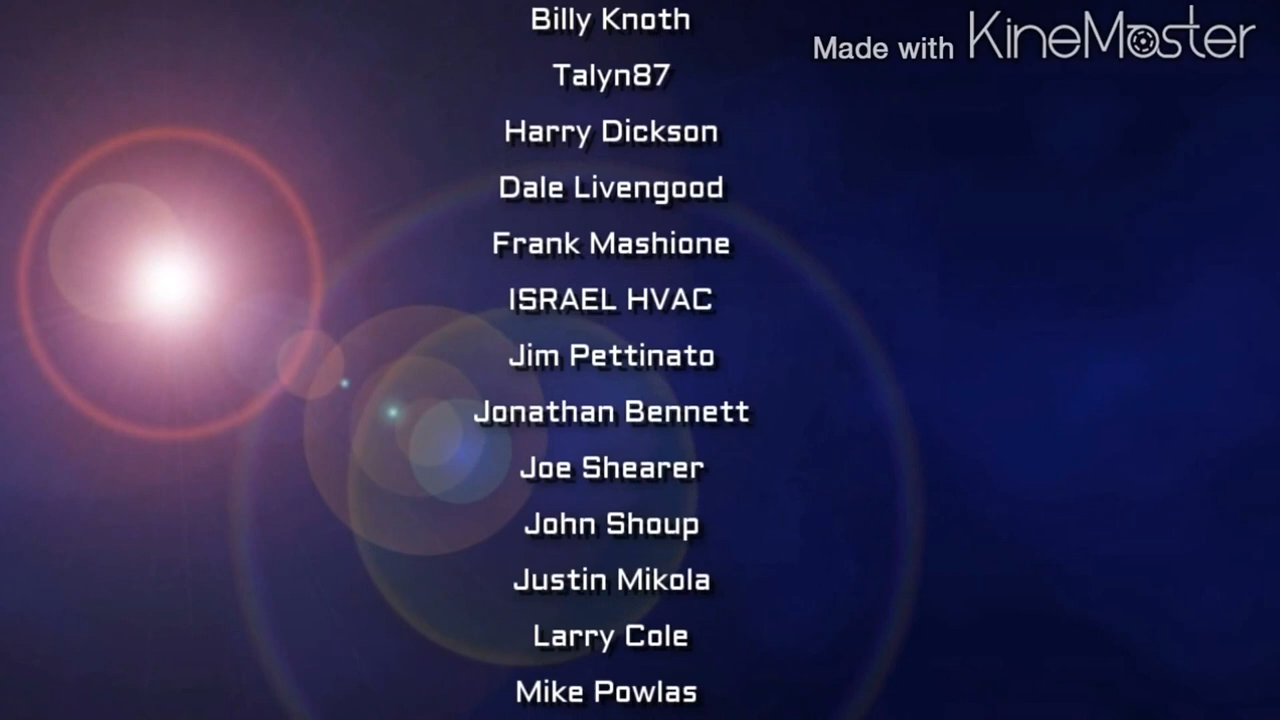 Billy Knoth
Made with KineMaster
Talyn87
Harry Dickson
Dale Livengood
Frank Mashione
ISRAEL HVAC
Jim Pettinato
Jonathan Bennett
Joe Shearer
John Shoup
Justin Mikola
Larry Cole
Mike Powlas